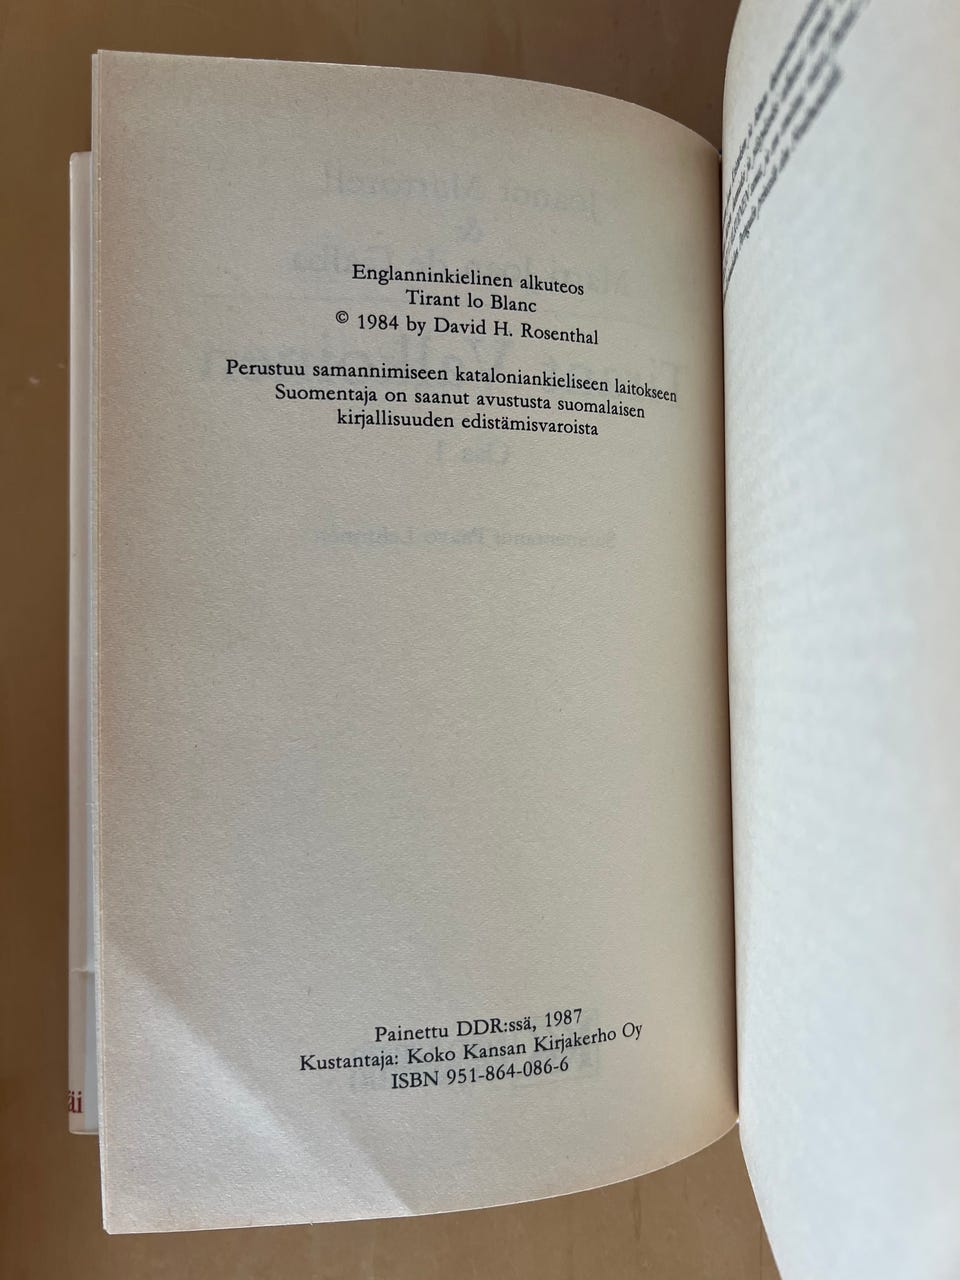 Englanninkielinen alkuteos
Tirant lo Blanc
© 1984 by David H. Rosenthal
Perustuu samannimiseen kataloniankieliseen laitokseen
Suomentaja on saanut avustusta suomalaisen
kirjallisuuden edistämisvaroista
Painettu DDR:ssä, 1987
Kustantaja: Koko Kansan Kirjakerho Oy
ISBN 951-864-086-6
äi